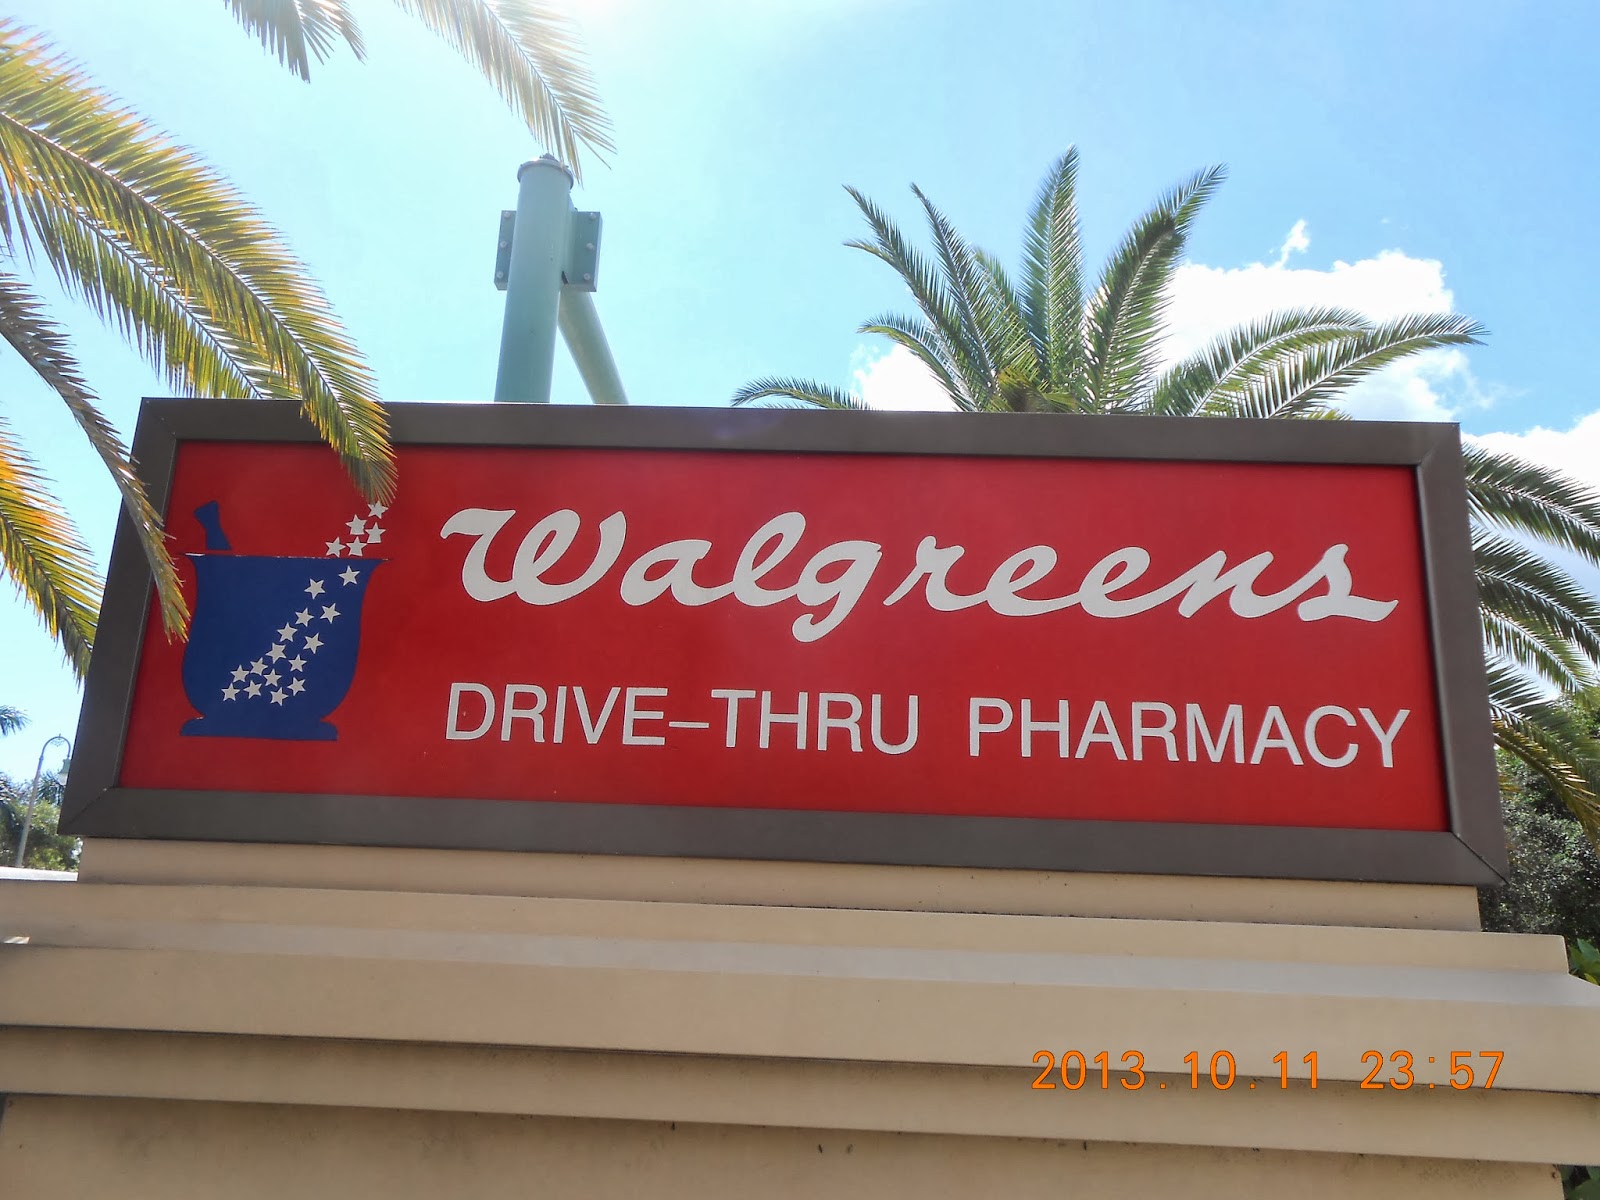 Walgreens
DRIVE-THRU PHARMACY
2013.10.11 23:57